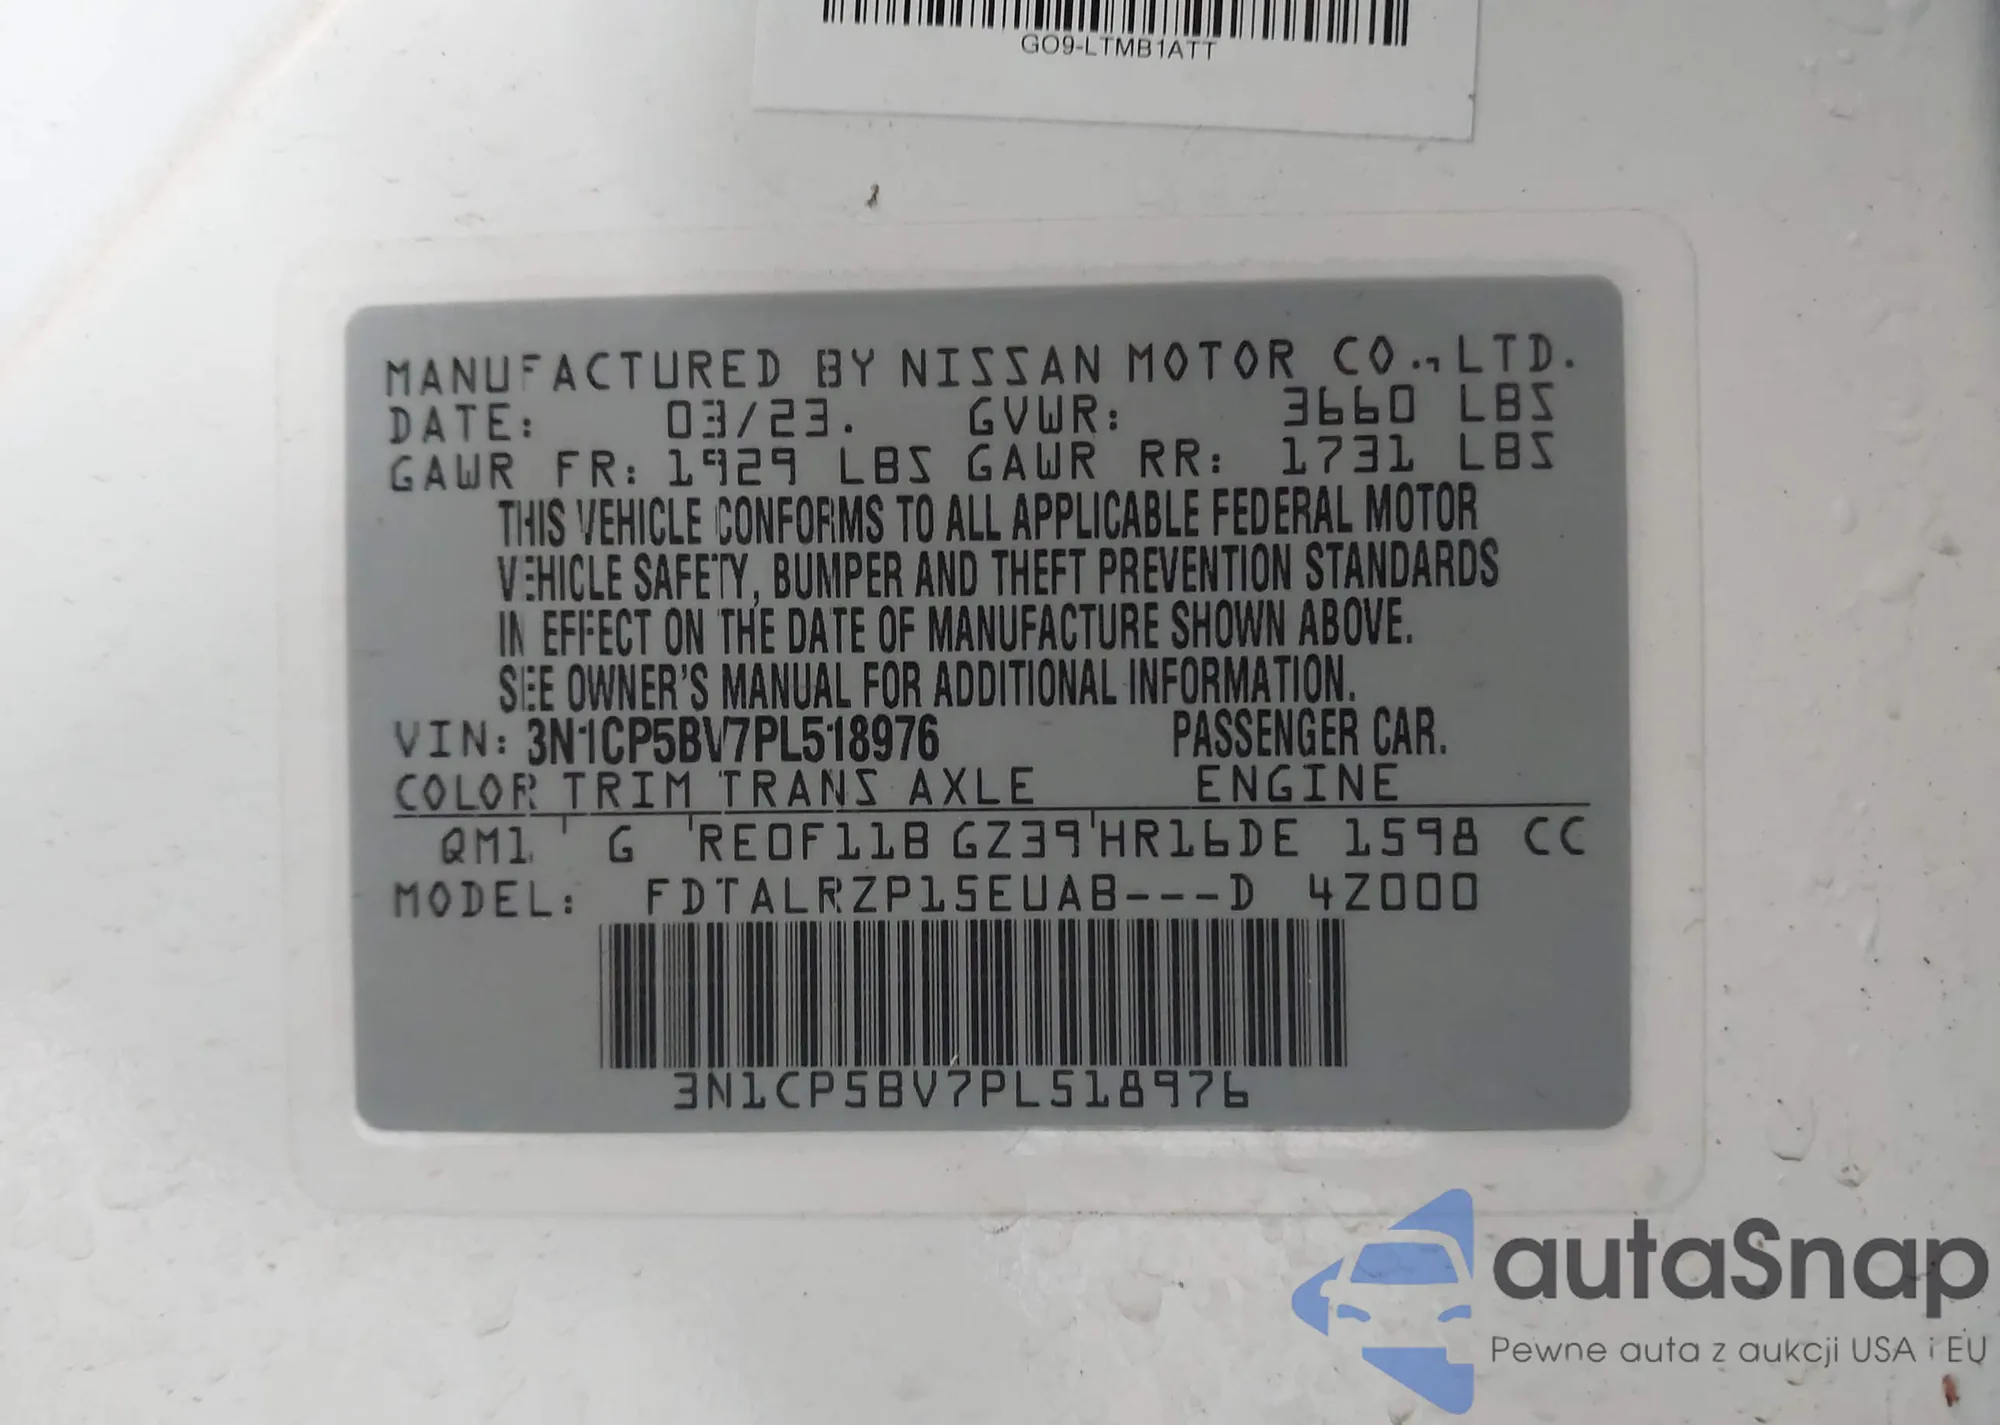 GO9-LTMB1ATT
MANUFACTURED BY NISSAN MOTOR CO., LTD.
DATE: 03/23. GVWR: 3660 LBS
GAWR FR: 1929 LBS GAWR RR: 1731 LBS
THIS VEHICLE CONFORMS TO ALL APPLICABLE FEDERAL MOTOR
VEHICLE SAFETY, BUMPER AND THEFT PREVENTION STANDARDS
IN EFFECT ON THE DATE OF MANUFACTURE SHOWN ABOVE.
SEE OWNER'S MANUAL FOR ADDITIONAL INFORMATION.
VIN: 3N1CP5BV7PL518976 PASSENGER CAR.
COLOR TRIM TRANS AXLE ENGINE
QM1 G RE0F11B GZ39 HR16DE 1598 CC
MODEL: FDTALRZP15EUAB---D 4Z000
3N1CP5BV7PL518976
autaSnap
Pewne auta z aukcji USA i EU